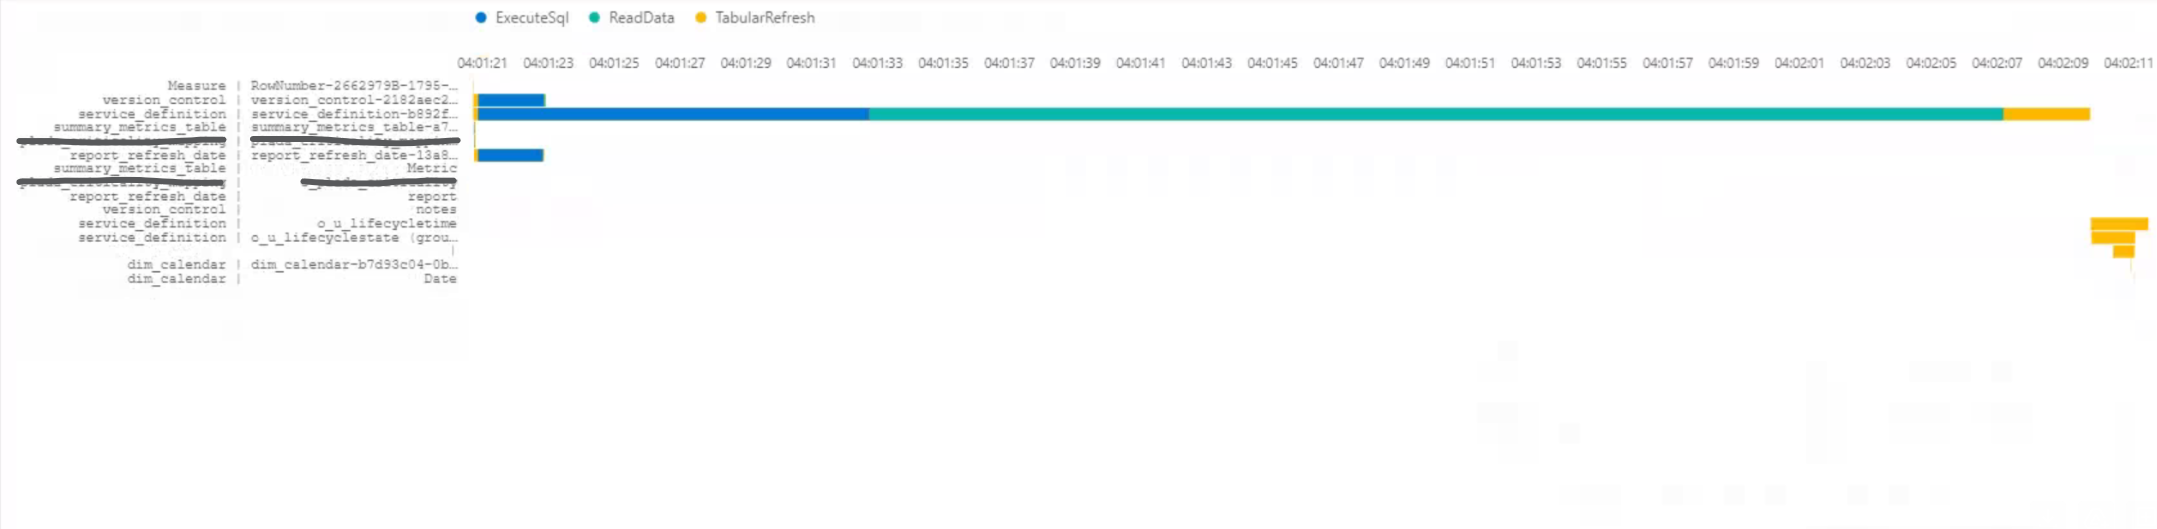 ExecuteSql ReadData TabularRefresh
04:01:21 04:01:23 04:01:25 04:01:27 04:01:29 04:01:31 04:01:33 04:01:35 04:01:37 04:01:39 04:01:41 04:01:43 04:01:45 04:01:47 04:01:49 04:01:51 04:01:53 04:01:55 04:01:57 04:01:59 04:02:01 04:02:03 04:02:05 04:02:07 04:02:09 04:02:11
Measure | RowNumber-2662979B-1795-…
version_control | version_control-2182aec2…
service_definition | service_definition-b892f…
summary_metrics_table | summary_metrics_table-a7…
report_refresh_date | report_refresh_date-13a8…
summary_metrics_table | Metric
report_refresh_date | report
version_control | notes
service_definition | o_u_lifecycletime
service_definition | o_u_lifecyclestate (grou…
|
dim_calendar | dim_calendar-b7d93c04-0b…
dim_calendar | Date